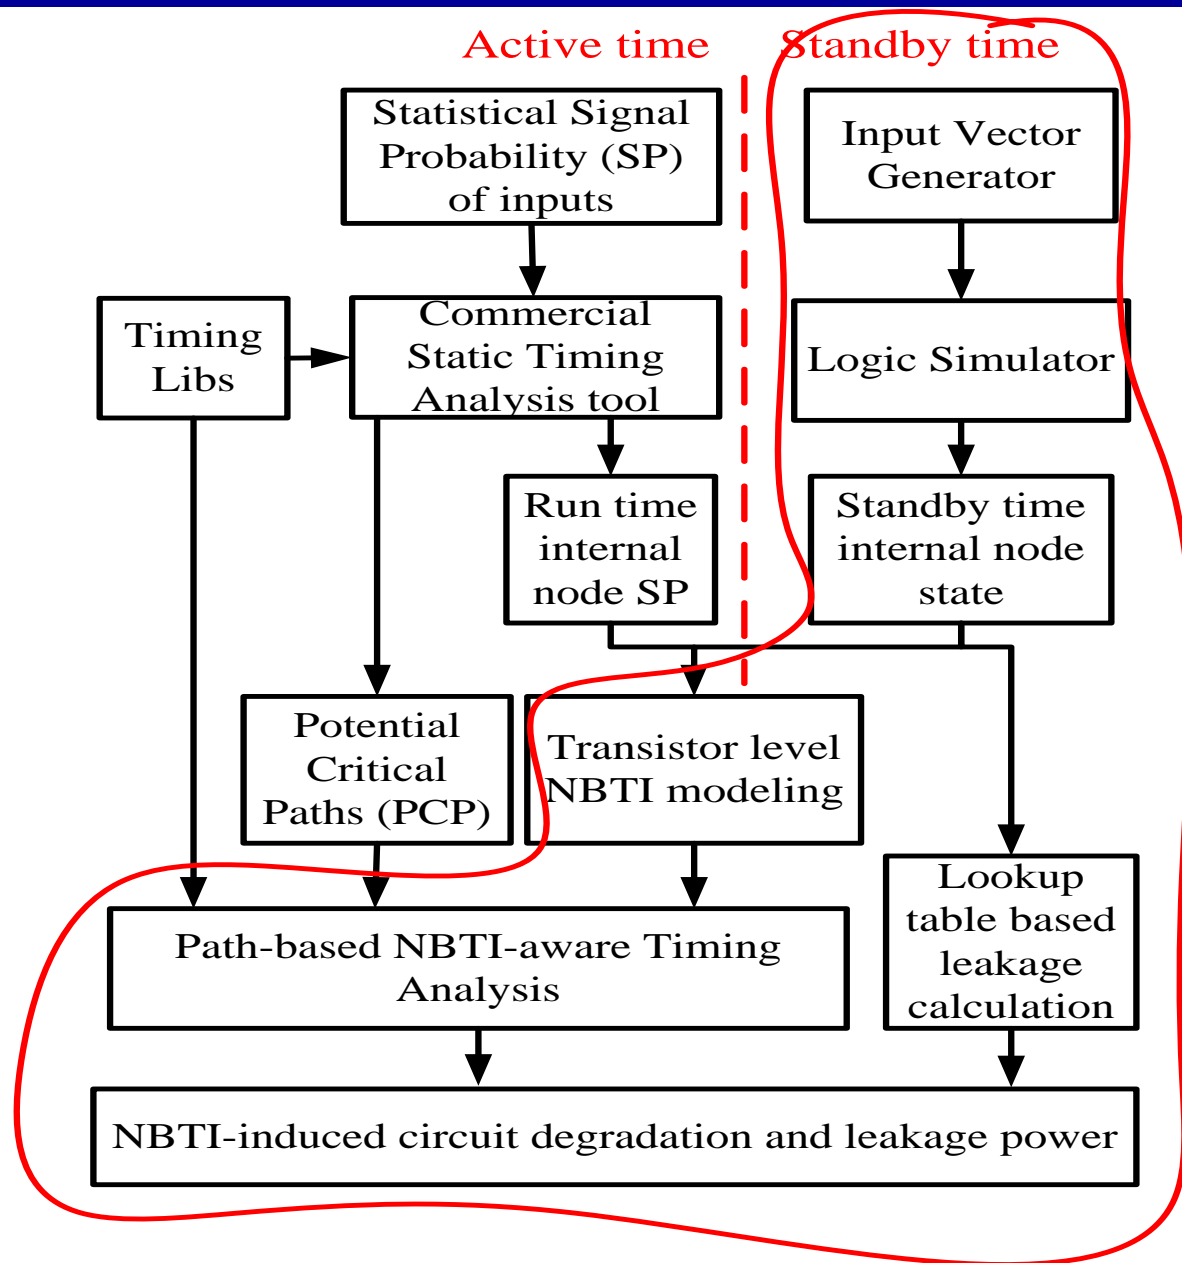 Active time
Standby time
Statistical Signal
Probability (SP)
of inputs
Input Vector
Generator
Timing
Libs
Commercial
Static Timing
Analysis tool
Logic Simulator
Run time
internal
node SP
Standby time
internal node
state
Potential
Critical
Paths (PCP)
Transistor level
NBTI modeling
Lookup
table based
leakage
calculation
Path-based NBTI-aware Timing
Analysis
NBTI-induced circuit degradation and leakage power